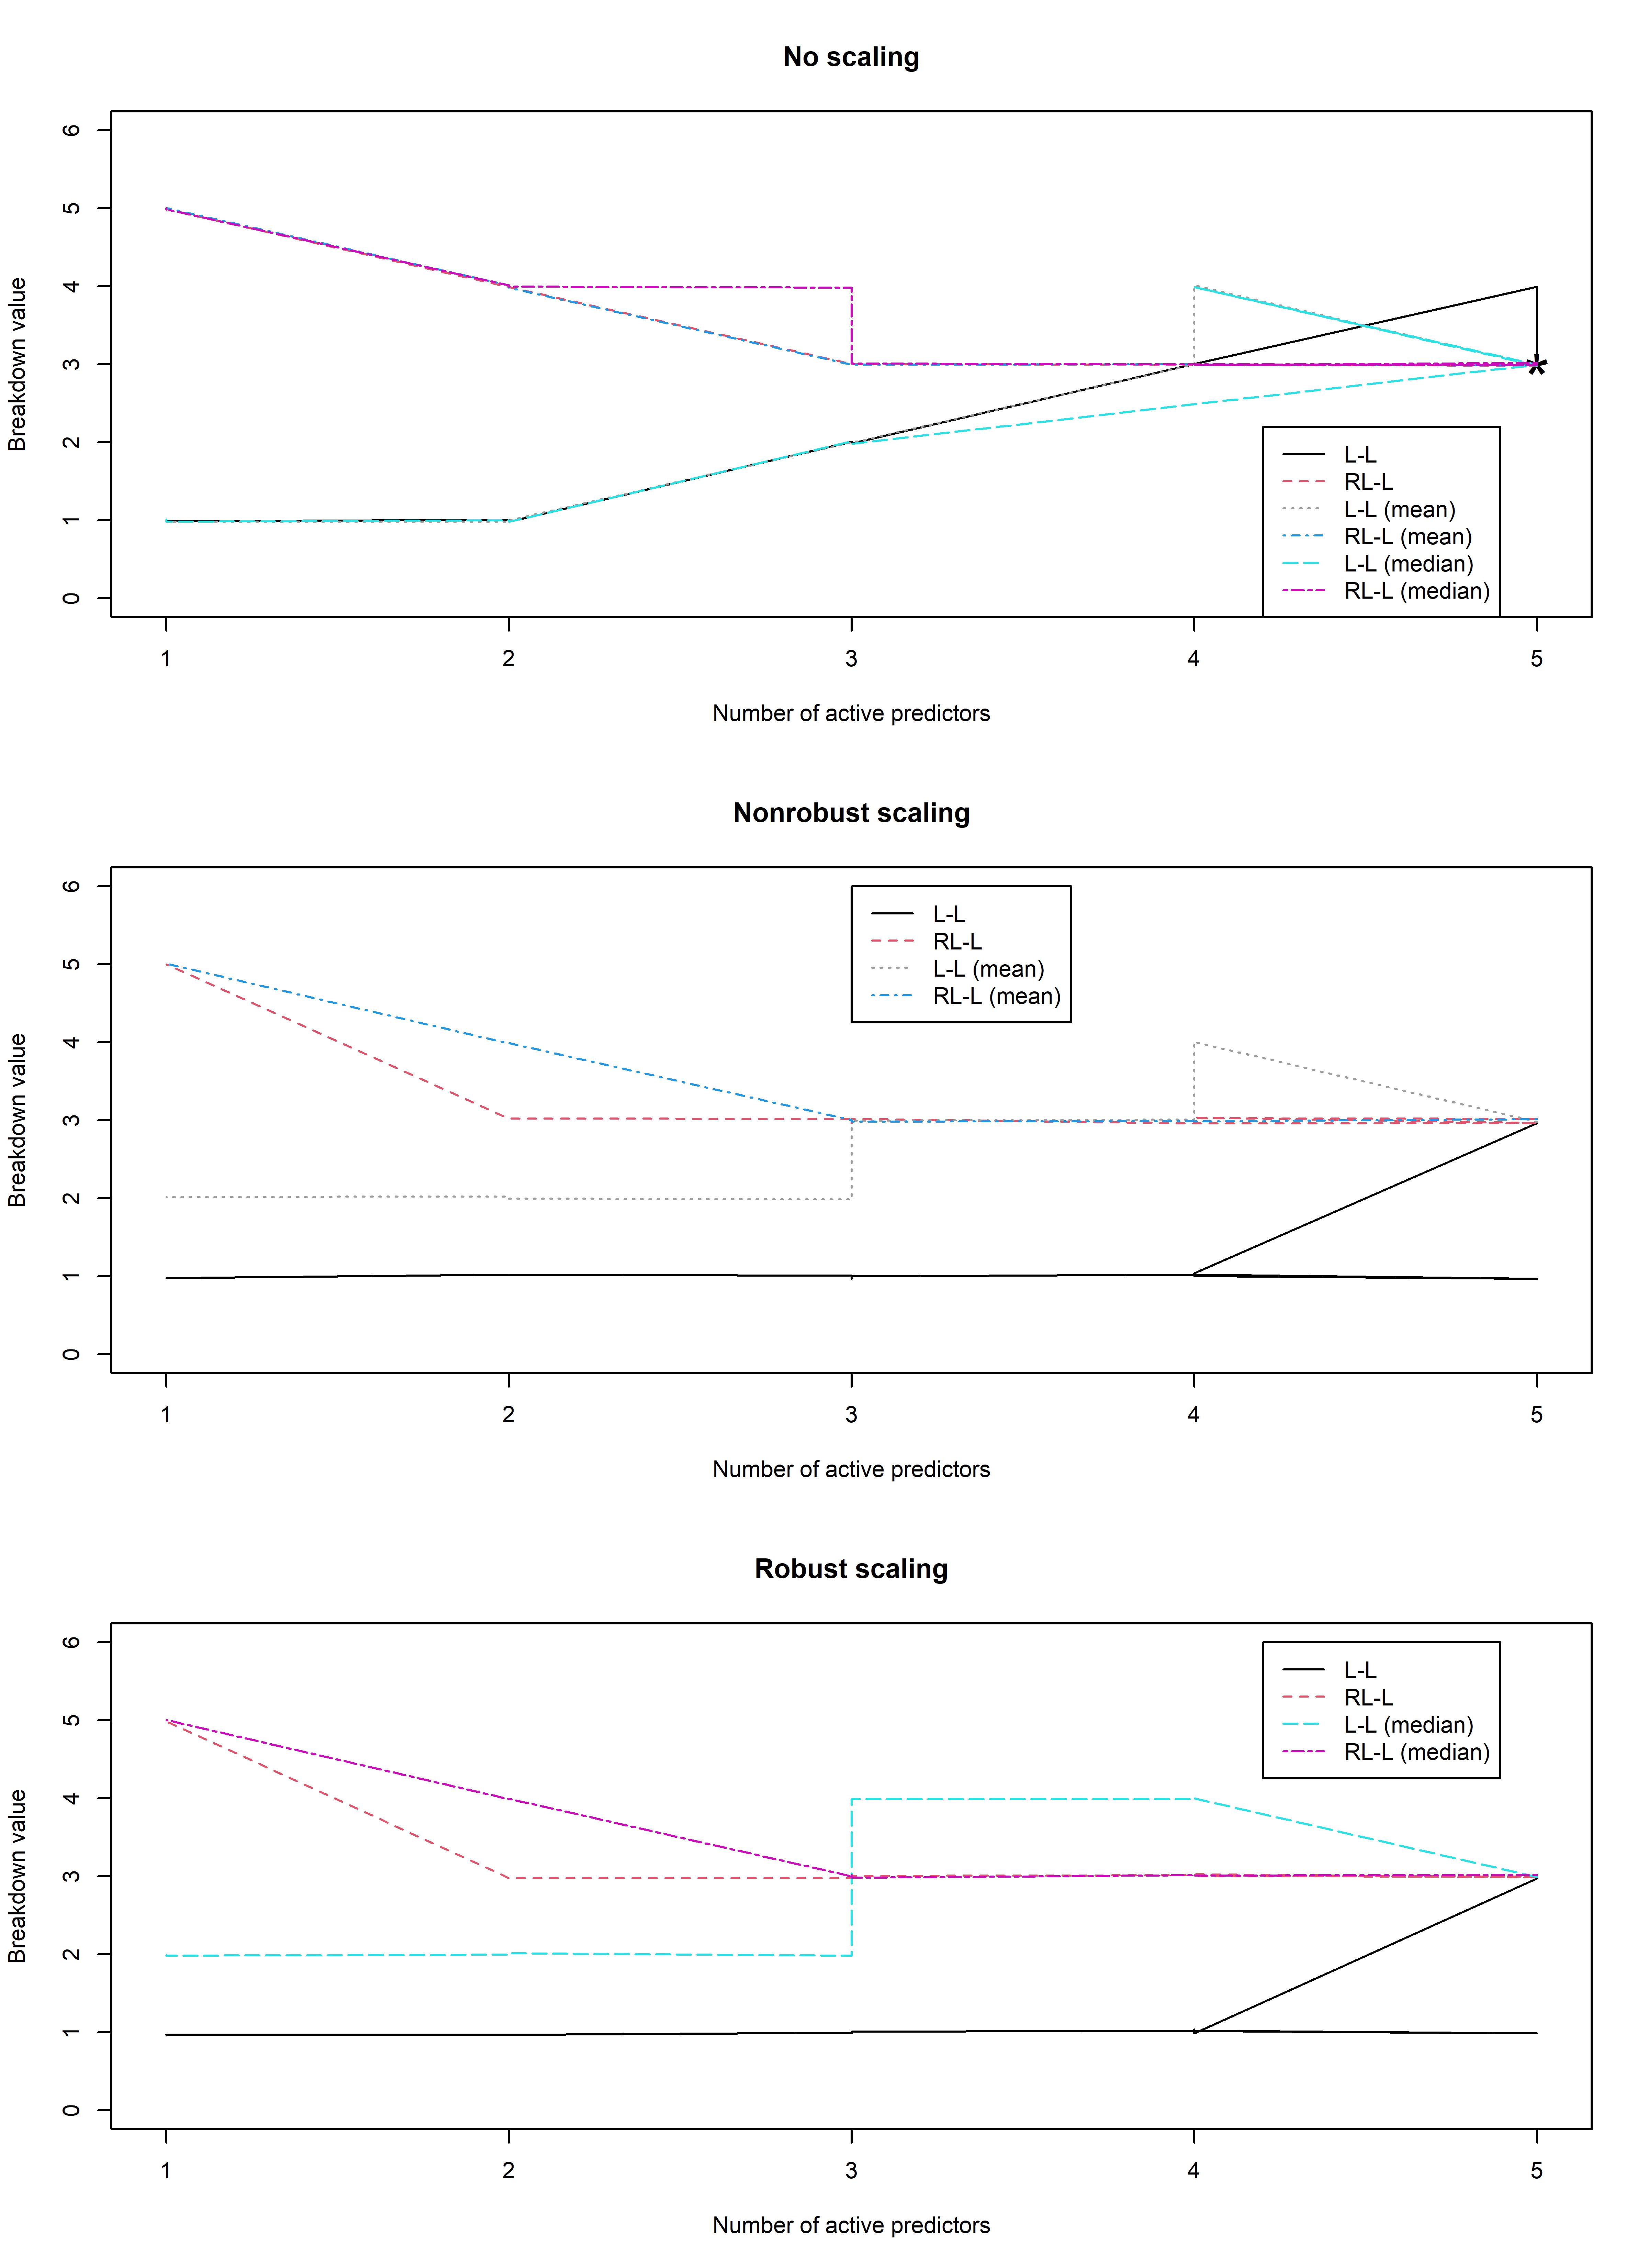 No scaling
Breakdown value
6
5
4
3
2
1
0
L-L
RL-L
L-L (mean)
RL-L (mean)
L-L (median)
RL-L (median)
1 2 3 4 5
Number of active predictors
Nonrobust scaling
Breakdown value
6
5
4
3
2
1
0
L-L
RL-L
L-L (mean)
RL-L (mean)
1 2 3 4 5
Number of active predictors
Robust scaling
Breakdown value
6
5
4
3
2
1
0
L-L
RL-L
L-L (median)
RL-L (median)
1 2 3 4 5
Number of active predictors